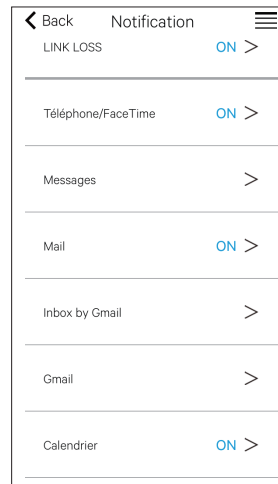 Back Notification
LINK LOSS ON >
Téléphone/FaceTime ON >
Messages >
Mail ON >
Inbox by Gmail >
Gmail >
Calendrier ON >